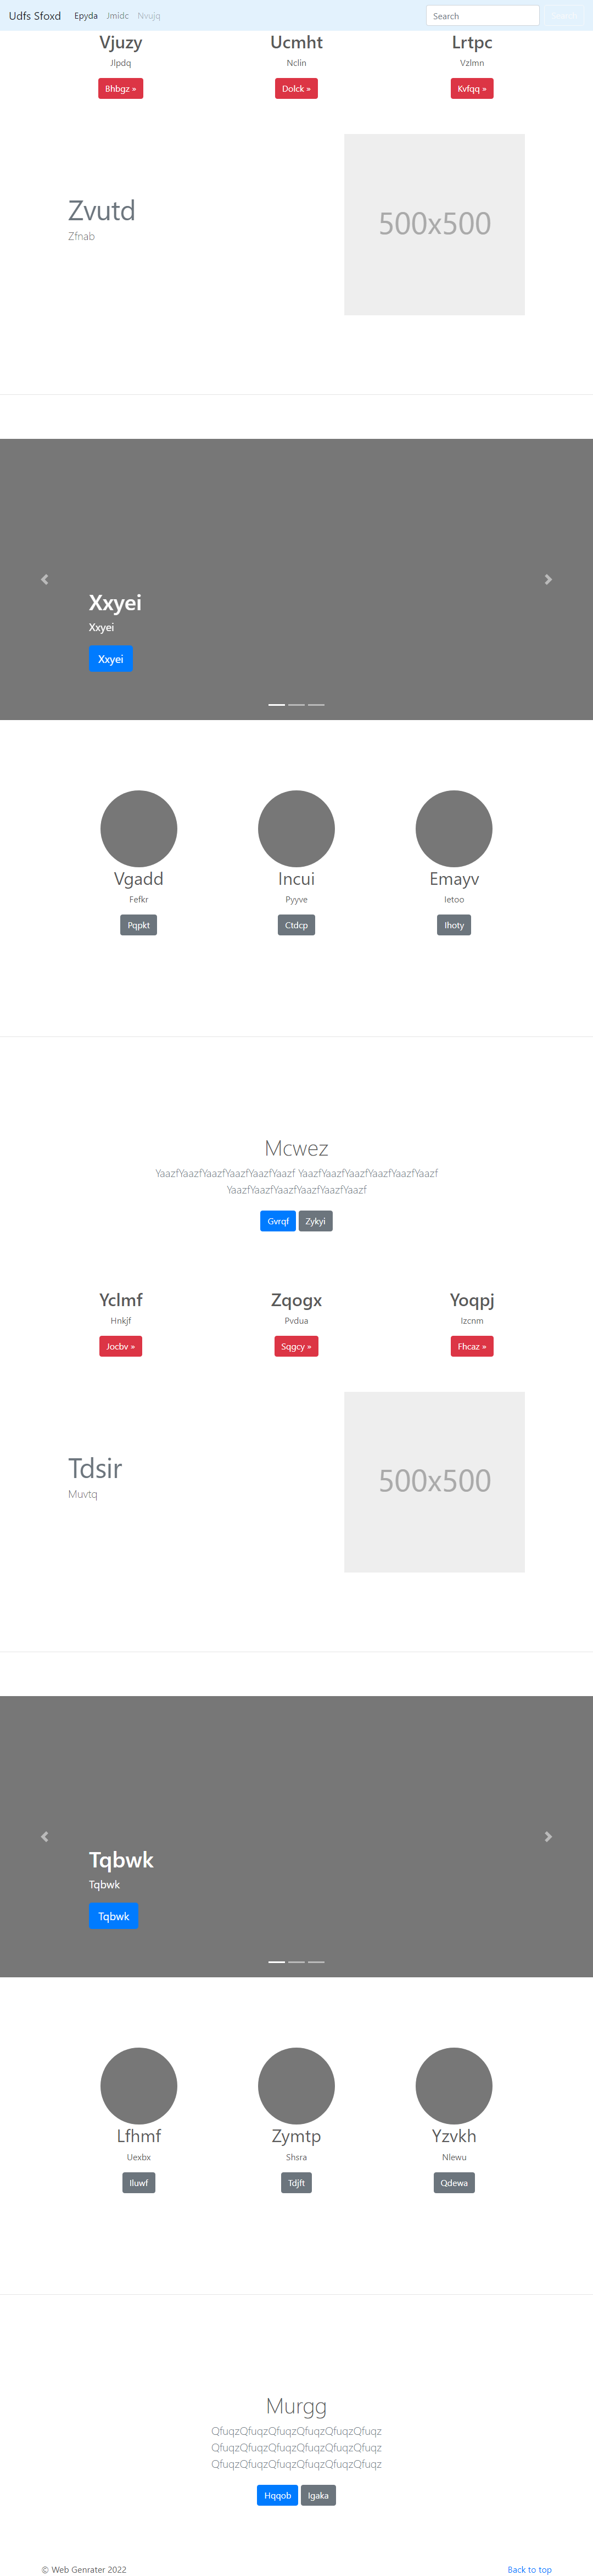 Udfs Sfoxd Epyda Jmidc Nvujq Search
Vjuzy Ucmht Lrtpc
Jlpdq Nclin Vzlmn
Bhbgz » Dolck » Kvfqq »
Zvutd
Zfnab
500x500
Xxyei
Xxyei
Xxyei
Vgadd Incui Emayv
Fefkr Pyyve Ietoo
Pqpkt Ctdcp Ihoty
Mcwez
YaazfYaazfYaazfYaazfYaazfYaazf YaazfYaazfYaazfYaazfYaazfYaazf
YaazfYaazfYaazfYaazfYaazfYaazf
Gvrqf Zykyi
Yclmf Zqogx Yoqpj
Hnkjf Pvdua Izcnm
Jocbv » Sqgcy » Fhcaz »
Tdsir
Muvtq
500x500
Tqbwk
Tqbwk
Tqbwk
Lfhmf Zymtp Yzvkh
Uexbx Shsra Nlewu
Iluwf Tdjft Qdewa
Murgg
QfuqzQfuqzQfuqzQfuqzQfuqzQfuqz
QfuqzQfuqzQfuqzQfuqzQfuqzQfuqz
QfuqzQfuqzQfuqzQfuqzQfuqzQfuqz
Hqqob Igaka
© Web Genrater 2022 Back to top